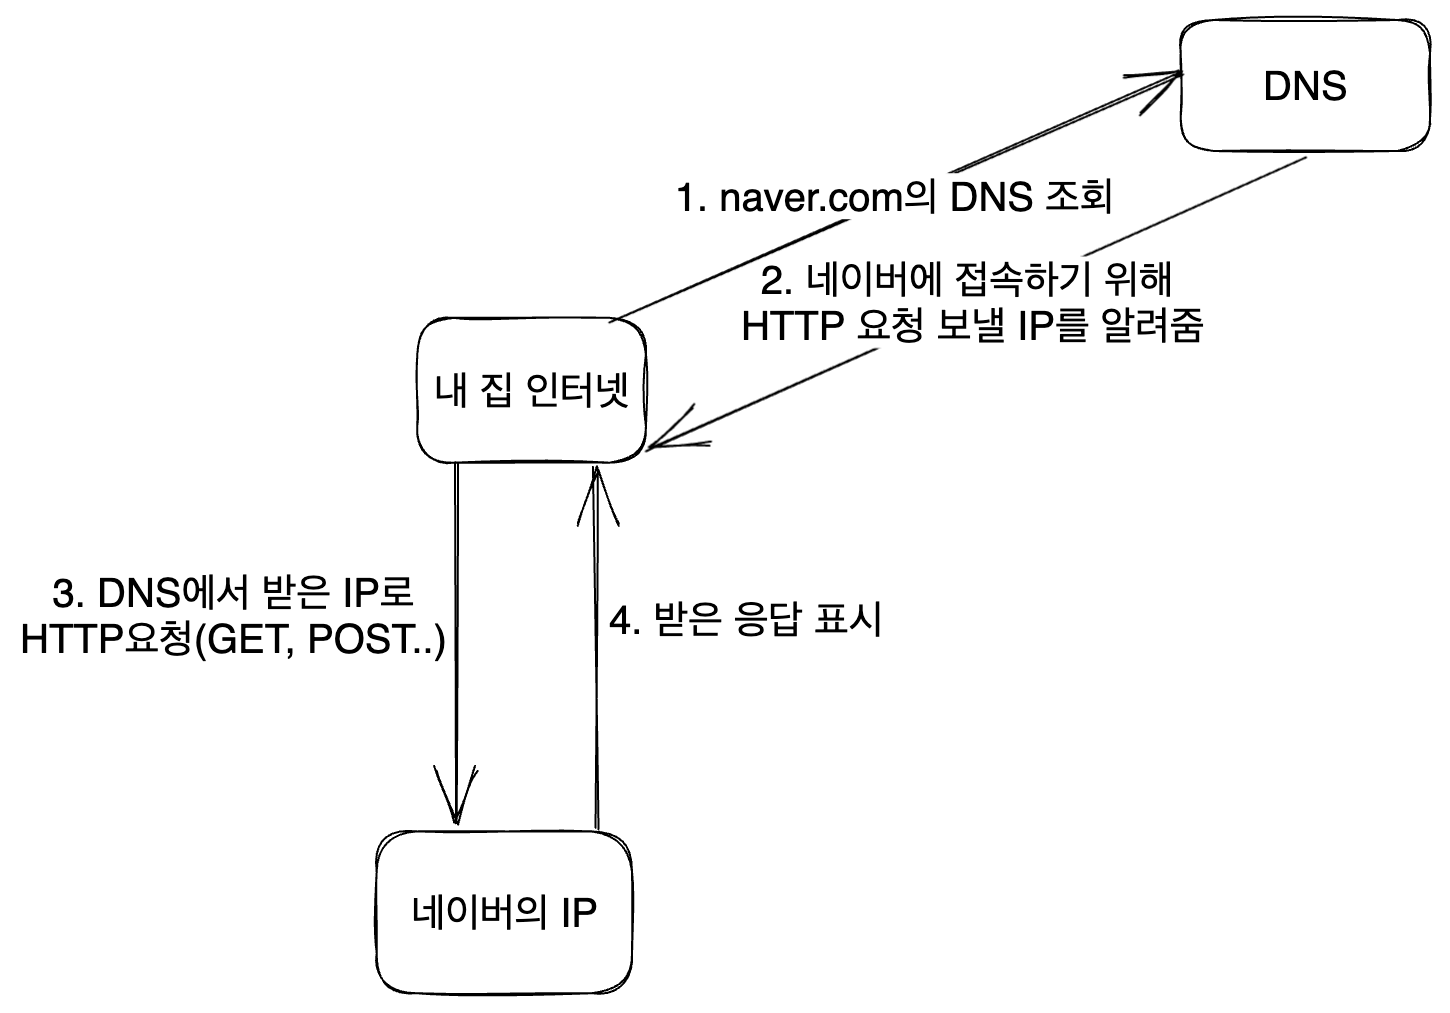 DNS
1. naver.com의 DNS 조회
2. 네이버에 접속하기 위해
HTTP 요청 보낼 IP를 알려줌
내 집 인터넷
3. DNS에서 받은 IP로
HTTP요청(GET, POST..)
4. 받은 응답 표시
네이버의 IP